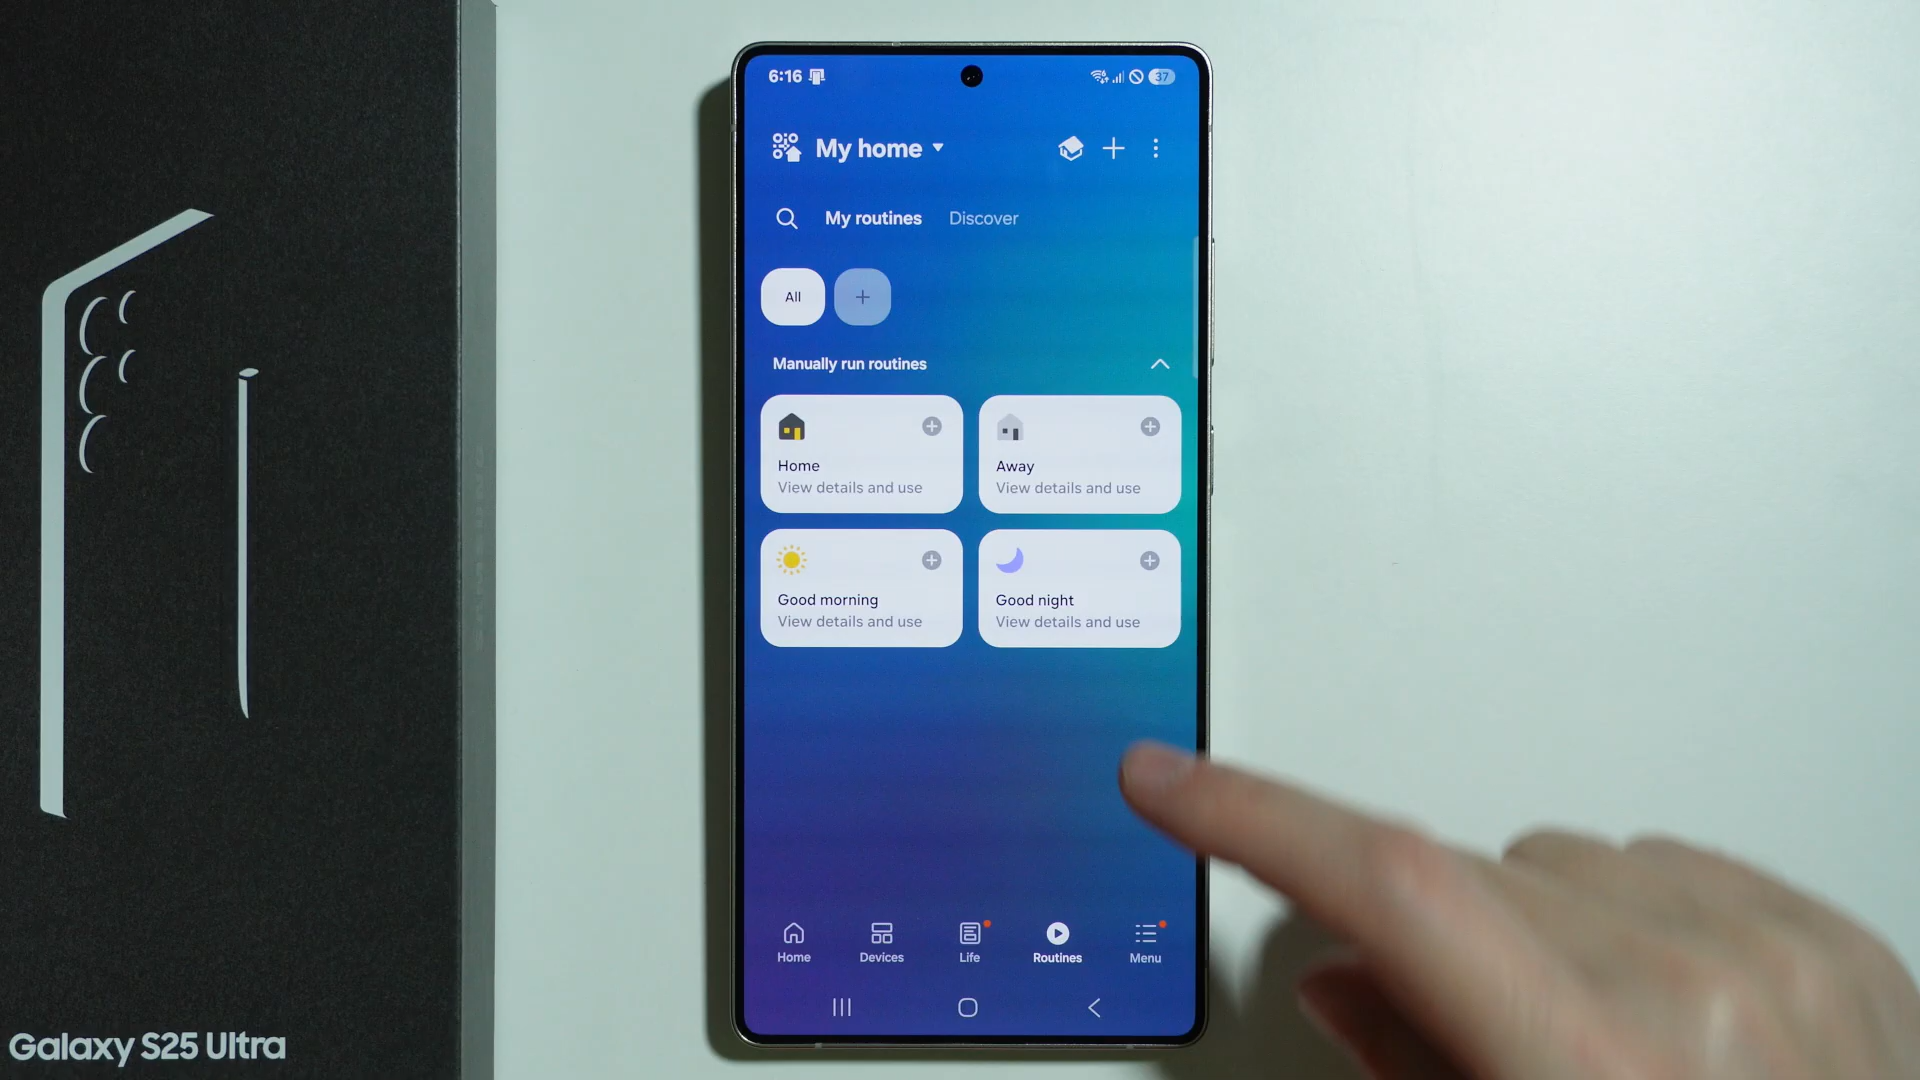 6:16
37
My home
My routines
Discover
All
Manually run routines
Home
View details and use
Away
View details and use
Good morning
View details and use
Good night
View details and use
Home
Devices
Life
Routines
Menu
Galaxy S25 Ultra